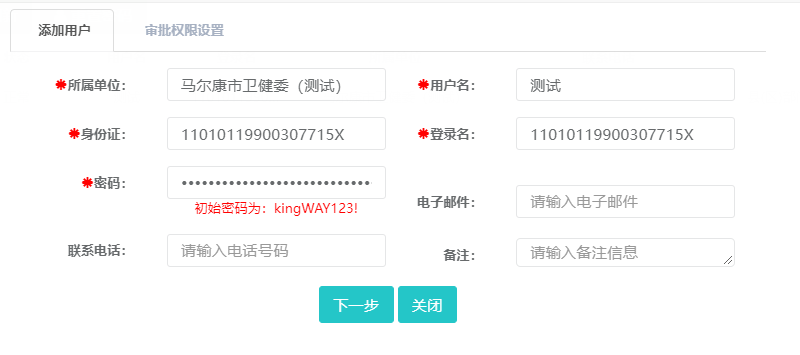 添加用户 审批权限设置
✱所属单位： 马尔康市卫健委（测试） ✱用户名： 测试
✱身份证： 11010119900307715X ✱登录名： 11010119900307715X
✱密码： ••••••••••••••••••••••••••••
初始密码为：kingWAY123!
电子邮件： 请输入电子邮件
联系电话： 请输入电话号码 备注： 请输入备注信息
下一步 关闭